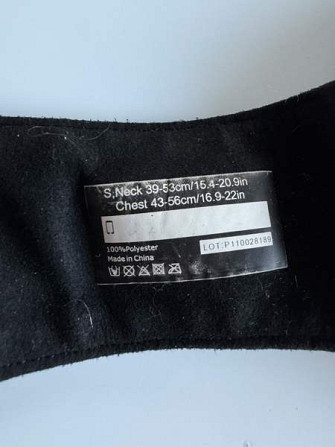 S,Neck 39-53cm/15.4-20.9in
Chest 43-56cm/16.9-22in
100%Polyester
Made in China
LOT:P110028189